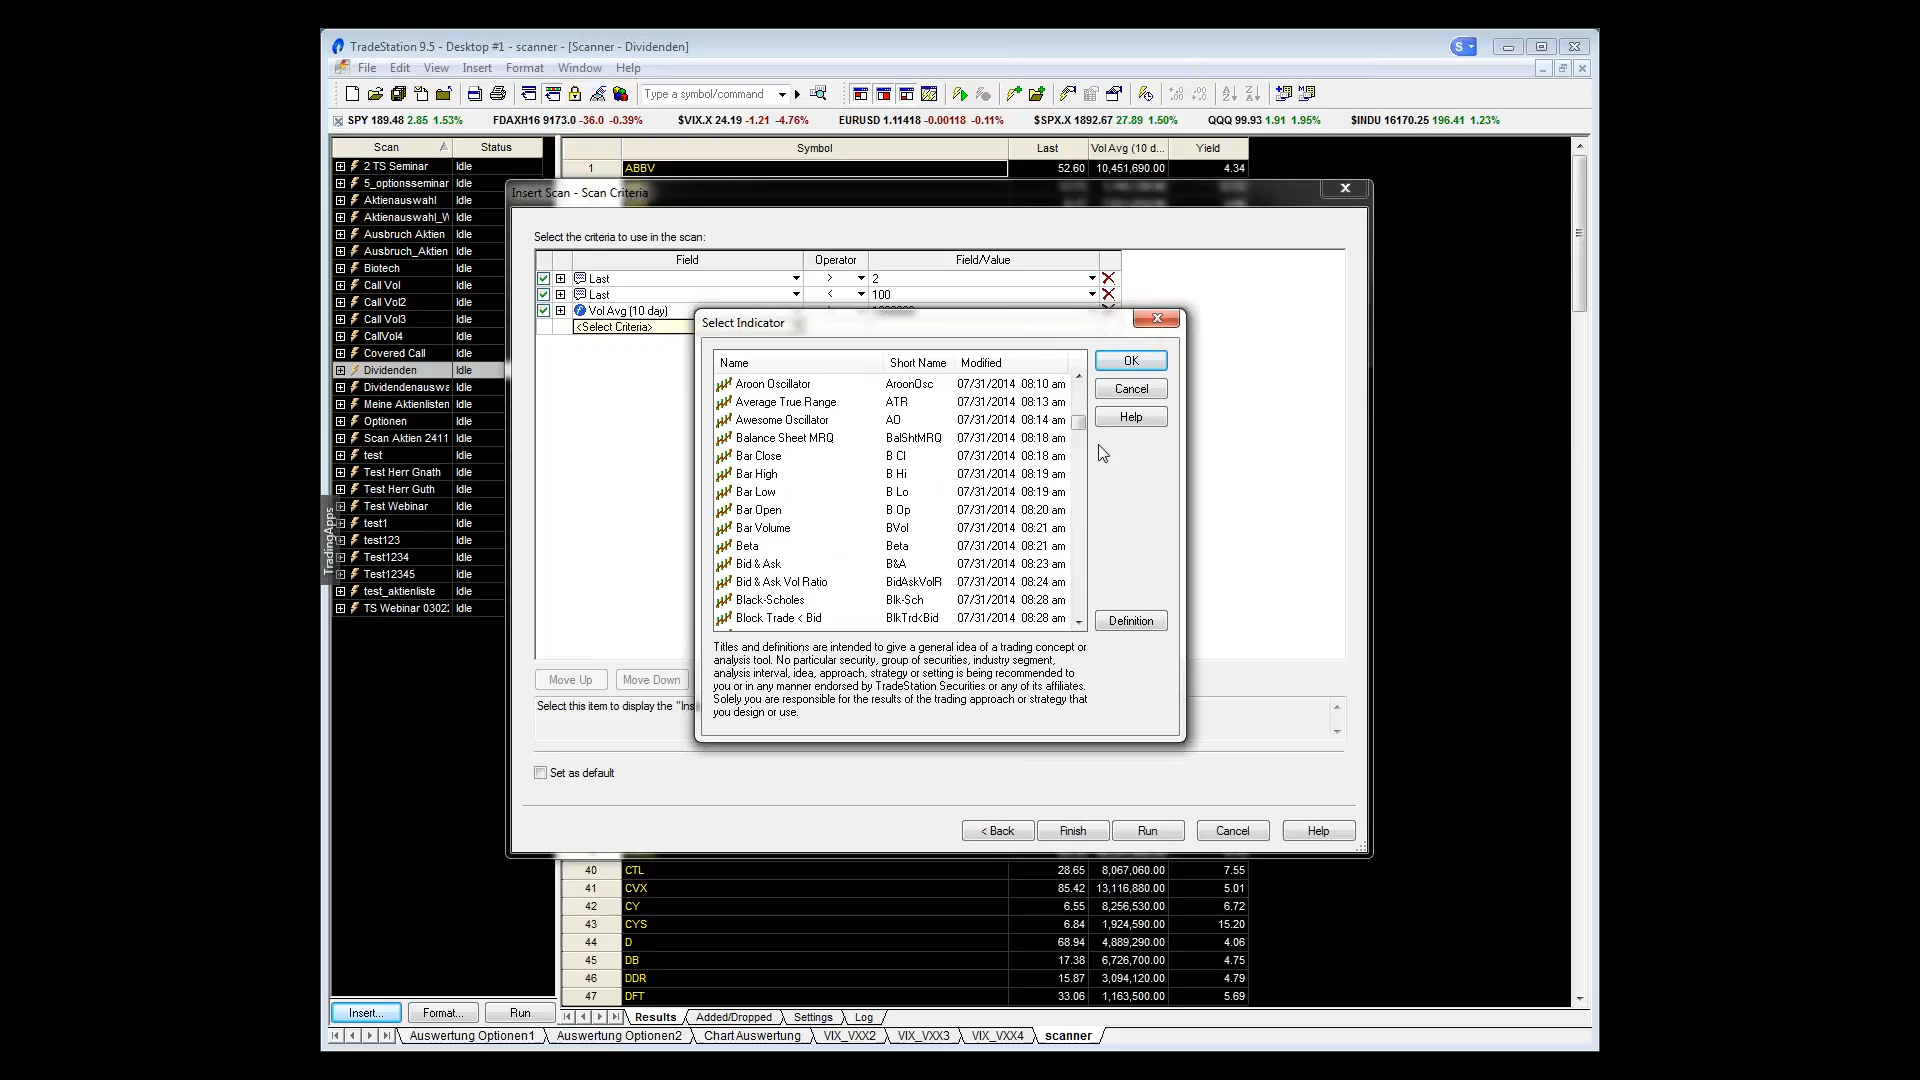 TradeStation 9.5 - Desktop #1 - scanner - [Scanner - Dividenden]
S
File Edit View Insert Format Window Help
Type a symbol/command
SPY 189.48 2.85 1.53% FDAXH16 9173.0 -36.0 -0.39% $VIX.X 24.19 -1.21 -4.76% EURUSD 1.11418 -0.00118 -0.11% $SPX.X 1892.67 27.89 1.50% QQQ 99.93 1.91 1.95% $INDU 16170.25 196.41 1.23%
Scan Status
2 TS Seminar Idle
5_optionsseminar Idle
Aktienauswahl Idle
Aktienauswahl_W Idle
Ausbruch Aktien Idle
Ausbruch_Aktien Idle
Biotech Idle
Call Vol Idle
Call Vol2 Idle
Call Vol3 Idle
CallVol4 Idle
Covered Call Idle
Dividenden Idle
Dividendenauswa Idle
Meine Aktienlisten Idle
Optionen Idle
Scan Aktien 2411 Idle
test Idle
Test Herr Gnath Idle
Test Herr Guth Idle
Test Webinar Idle
test1 Idle
test123 Idle
Test1234 Idle
Test12345 Idle
test_aktienliste Idle
TS Webinar 0302 Idle
TradingApps
Symbol Last Vol Avg (10 d... Yield
1 ABBV 52.60 10,451,690.00 4.34
Insert Scan - Scan Criteria
Select the criteria to use in the scan:
Field Operator Field/Value
Last > 2
Last < 100
Vol Avg (10 day)
<Select Criteria>
Select Indicator
Name Short Name Modified
Aroon Oscillator AroonOsc 07/31/2014 08:10 am
Average True Range ATR 07/31/2014 08:13 am
Awesome Oscillator AO 07/31/2014 08:14 am
Balance Sheet MRQ BalShtMRQ 07/31/2014 08:18 am
Bar Close B Cl 07/31/2014 08:18 am
Bar High B Hi 07/31/2014 08:19 am
Bar Low B Lo 07/31/2014 08:19 am
Bar Open B Op 07/31/2014 08:20 am
Bar Volume BVol 07/31/2014 08:21 am
Beta Beta 07/31/2014 08:21 am
Bid & Ask B&A 07/31/2014 08:23 am
Bid & Ask Vol Ratio BidAskVolR 07/31/2014 08:24 am
Black-Scholes Blk-Sch 07/31/2014 08:28 am
Block Trade < Bid BlkTrd<Bid 07/31/2014 08:28 am
OK
Cancel
Help
Definition
Titles and definitions are intended to give a general idea of a trading concept or
analysis tool. No particular security, group of securities, industry segment,
analysis interval, idea, approach, strategy or setting is being recommended to
you or in any manner endorsed by TradeStation Securities or any of its affiliates.
Solely you are responsible for the results of the trading approach or strategy that
you design or use.
Move Up Move Down
Select this item to display the "Ins
Set as default
< Back Finish Run Cancel Help
40 CTL 28.65 8,067,060.00 7.55
41 CVX 85.42 13,116,880.00 5.01
42 CY 6.55 8,256,530.00 6.72
43 CYS 6.84 1,924,590.00 15.20
44 D 68.94 4,889,290.00 4.06
45 DB 17.38 6,726,700.00 4.75
46 DDR 15.87 3,094,120.00 4.79
47 DFT 33.06 1,163,500.00 5.69
Insert... Format... Run
Results Added/Dropped Settings Log
Auswertung Optionen1 Auswertung Optionen2 Chart Auswertung VIX_VXX2 VIX_VXX3 VIX_VXX4 scanner